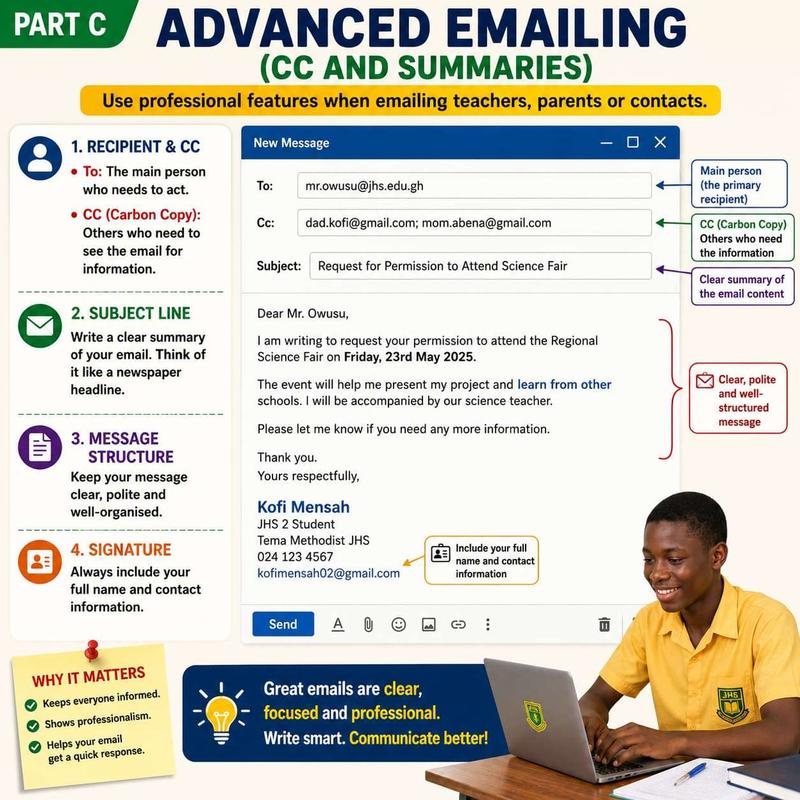 PART C
ADVANCED EMAILING
(CC AND SUMMARIES)
Use professional features when emailing teachers, parents or contacts.
1. RECIPIENT & CC
• To: The main person
who needs to act.
• CC (Carbon Copy):
Others who need to
see the email for
information.
2. SUBJECT LINE
Write a clear summary
of your email. Think of
it like a newspaper
headline.
3. MESSAGE
STRUCTURE
Keep your message
clear, polite and
well-organised.
4. SIGNATURE
Always include your
full name and contact
information.
WHY IT MATTERS
Keeps everyone informed.
Shows professionalism.
Helps your email
get a quick response.
New Message
To: mr.owusu@jhs.edu.gh
Cc: dad.kofi@gmail.com; mom.abena@gmail.com
Subject: Request for Permission to Attend Science Fair
Dear Mr. Owusu,
I am writing to request your permission to attend the Regional
Science Fair on Friday, 23rd May 2025.
The event will help me present my project and learn from other
schools. I will be accompanied by our science teacher.
Please let me know if you need any more information.
Thank you.
Yours respectfully,
Kofi Mensah
JHS 2 Student
Tema Methodist JHS
024 123 4567
kofimensah02@gmail.com
Include your full
name and contact
information
Send
A
Main person
(the primary
recipient)
CC (Carbon Copy)
Others who need
the information
Clear summary
of the email content
Clear, polite
and well-
structured
message
Great emails are clear,
focused and professional.
Write smart. Communicate better!
JHS